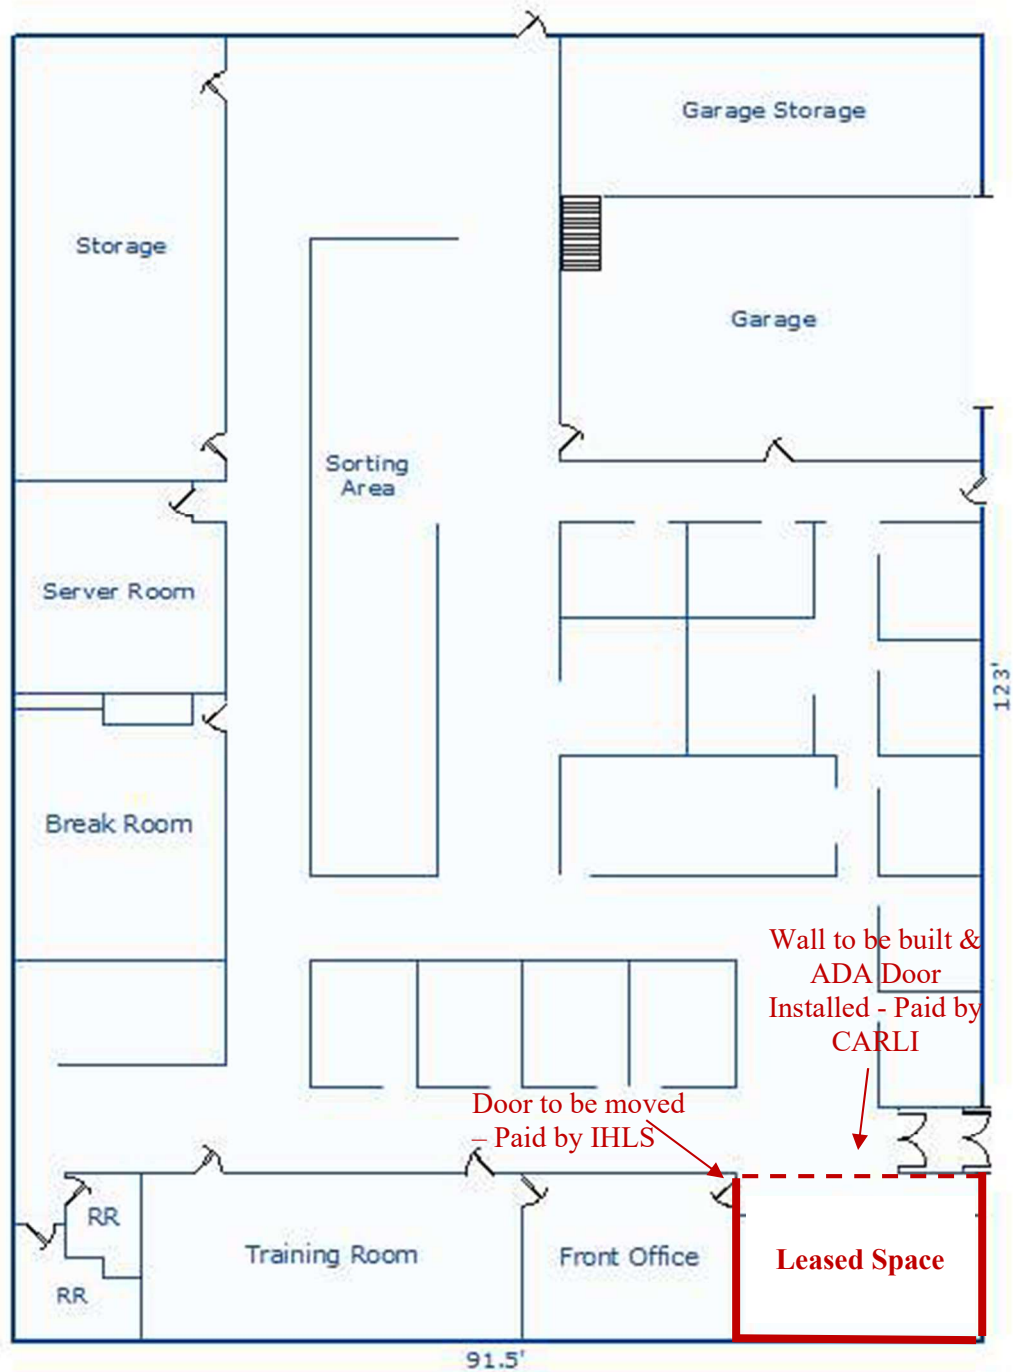 Garage Storage
Storage
Garage
Sorting
Area
Server Room
123'
Break Room
Wall to be built &
ADA Door
Installed - Paid by
CARLI
Door to be moved
– Paid by IHLS
RR
Training Room
Front Office
Leased Space
RR
91.5'